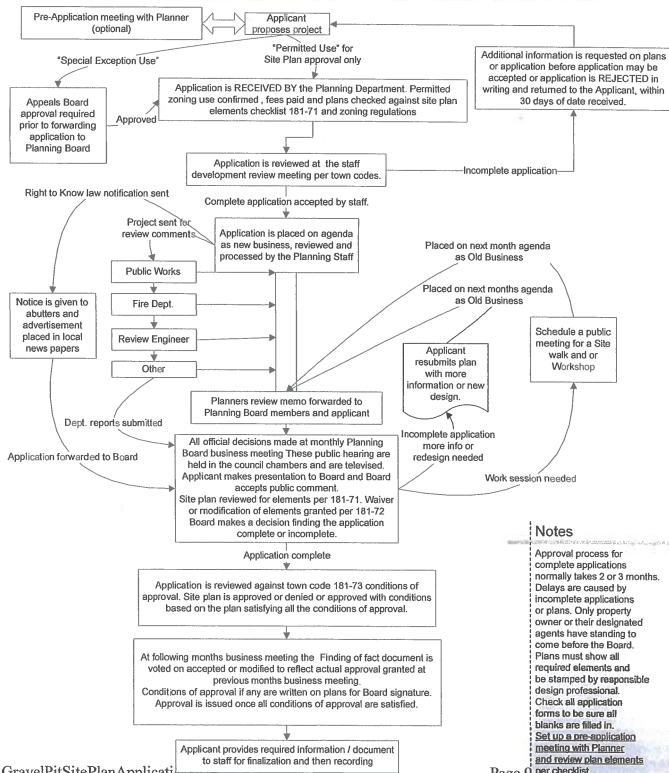 Pre-Application meeting with Planner
(optional)
Applicant
proposes project
"Special Exception Use"
"Permitted Use" for
Site Plan approval only
Additional information is requested on plans
or application before application may be
accepted or application is REJECTED in
writing and returned to the Applicant, within
30 days of date received.
Appeals Board
approval required
prior to forwarding
application to
Planning Board
Approved
Application is RECEIVED BY the Planning Department. Permitted
zoning use confirmed , fees paid and plans checked against site plan
elements checklist 181-71 and zoning regulations
Application is reviewed at the staff
development review meeting per town codes.
Incomplete application
Right to Know law notification sent
Complete application accepted by staff.
Project sent for
review comments
Application is placed on agenda
as new business, reviewed and
processed by the Planning Staff
Placed on next month agenda
as Old Business
Placed on next months agenda
as Old Business
Public Works
Fire Dept.
Review Engineer
Other
Notice is given to
abutters and
advertisement
placed in local
news papers
Applicant
resubmits plan
with more
information or new
design.
Schedule a public
meeting for a Site
walk and or
Workshop
Planners review memo forwarded to
Planning Board members and applicant
Dept. reports submitted
Application forwarded to Board
All official decisions made at monthly Planning
Board business meeting These public hearing are
held in the council chambers and are televised.
Applicant makes presentation to Board and Board
accepts public comment.
Site plan reviewed for elements per 181-71. Waiver
or modification of elements granted per 181-72
Board makes a decision finding the application
complete or incomplete.
Incomplete application
more info or
redesign needed
Work session needed
Application complete
Application is reviewed against town code 181-73 conditions of
approval. Site plan is approved or denied or approved with conditions
based on the plan satisfying all the conditions of approval.
At following months business meeting the Finding of fact document is
voted on accepted or modified to reflect actual approval granted at
previous months business meeting.
Conditions of approval if any are written on plans for Board signature.
Approval is issued once all conditions of approval are satisfied.
Applicant provides required information / document
to staff for finalization and then recording
Notes
Approval process for
complete applications
normally takes 2 or 3 months.
Delays are caused by
incomplete applications
or plans. Only property
owner or their designated
agents have standing to
come before the Board.
Plans must show all
required elements and
be stamped by responsible
design professional.
Check all application
forms to be sure all
blanks are filled in.
Set up a pre-application
meeting with Planner
and review plan elements
per checklist
GravelPitSitePlanApplicati
Page 9